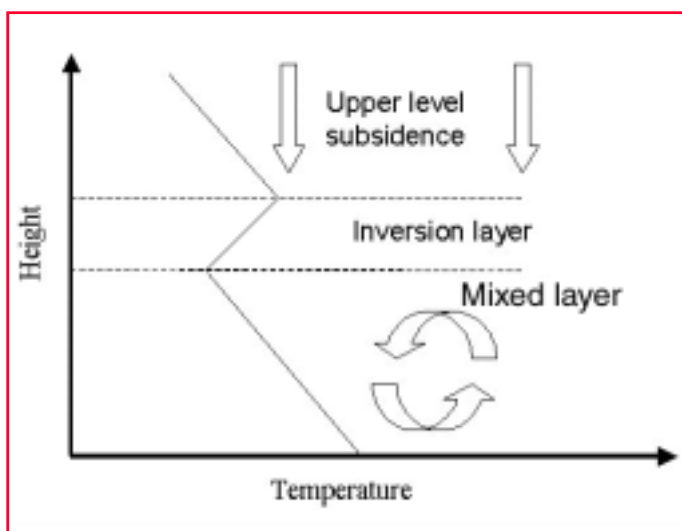 Upper level
subsidence
Inversion layer
Mixed layer
Height
Temperature